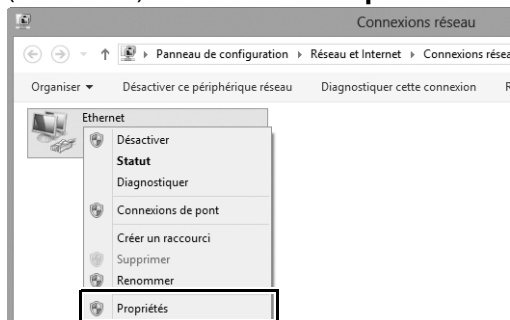 Connexions réseau
Panneau de configuration Réseau et Internet Connexions
Organiser Désactiver ce périphérique réseau Diagnostiquer cette connexion
Ethernet
Désactiver
Statut
Diagnostiquer
Connexions de pont
Créer un raccourci
Supprimer
Renommer
Propriétés